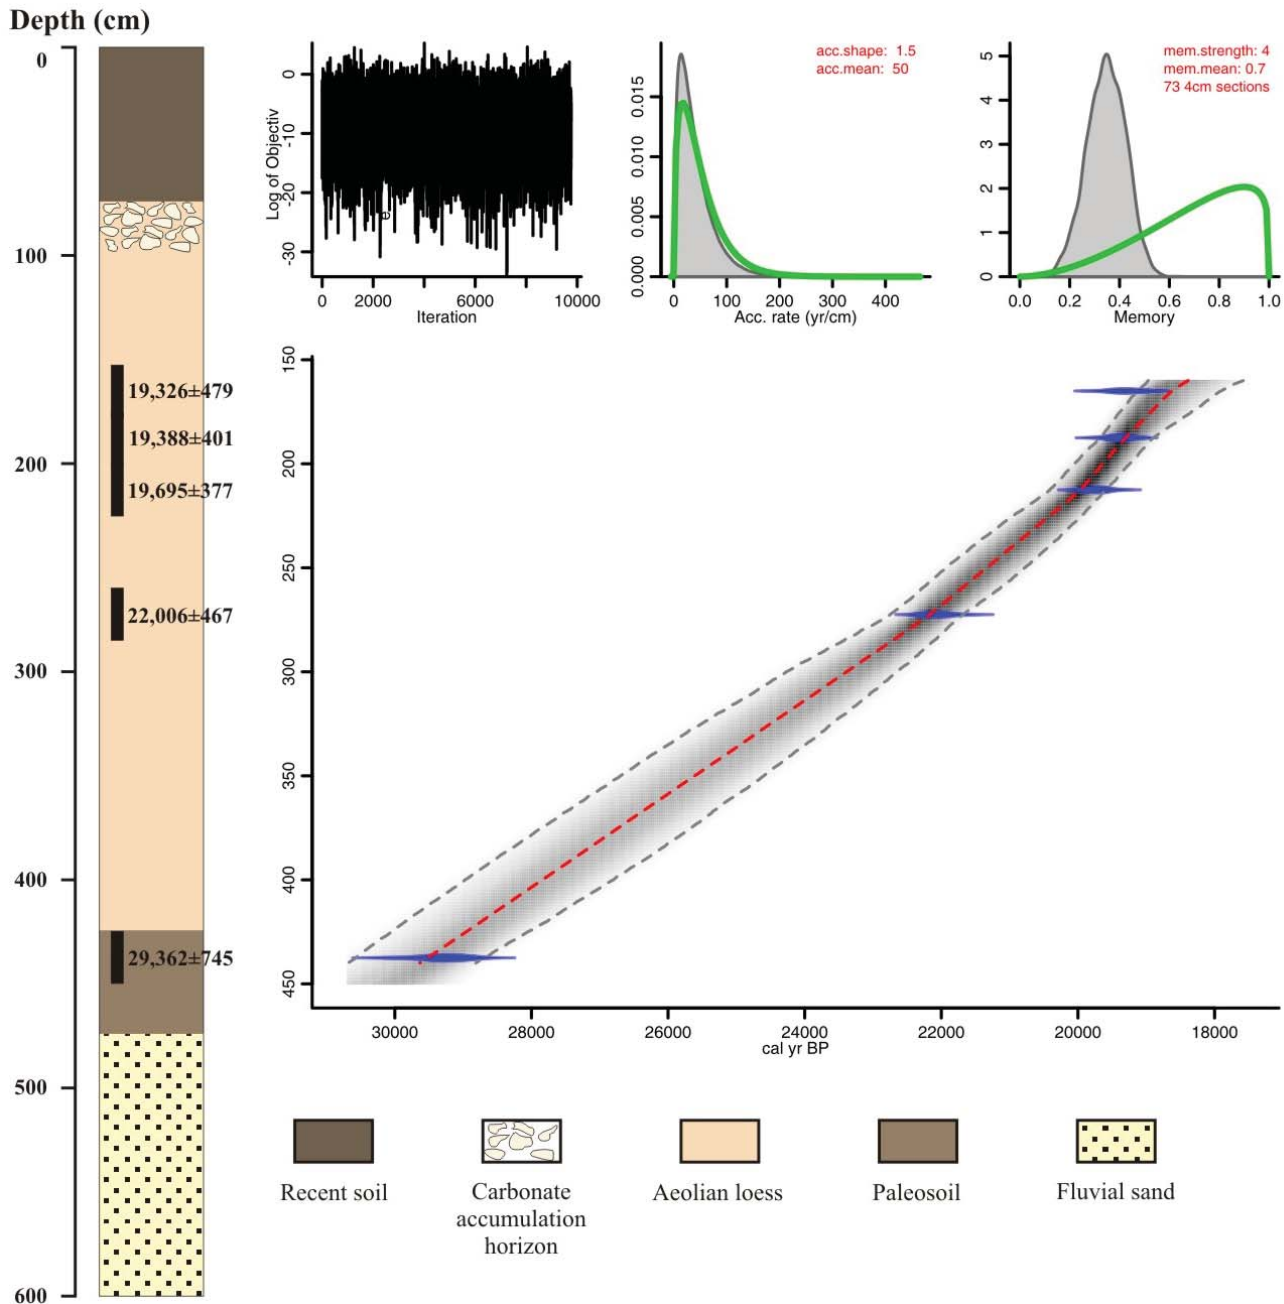 Depth (cm)
0
100
200
300
400
500
600
19,326±479
19,388±401
19,695±377
22,006±467
29,362±745
Log of Objectiv
e
0
-10
-20
-30
0
2000
6000
10000
Iteration
acc.shape: 1.5
acc.mean: 50
0.000
0.005
0.010
0.015
0
100
200
300
400
Acc. rate (yr/cm)
mem.strength: 4
mem.mean: 0.7
73 4cm sections
0
1
2
3
4
5
0.0
0.2
0.4
0.6
0.8
1.0
Memory
150
200
250
300
350
400
450
30000
28000
26000
24000
22000
20000
18000
cal yr BP
Recent soil
Carbonate
accumulation
horizon
Aeolian loess
Paleosoil
Fluvial sand